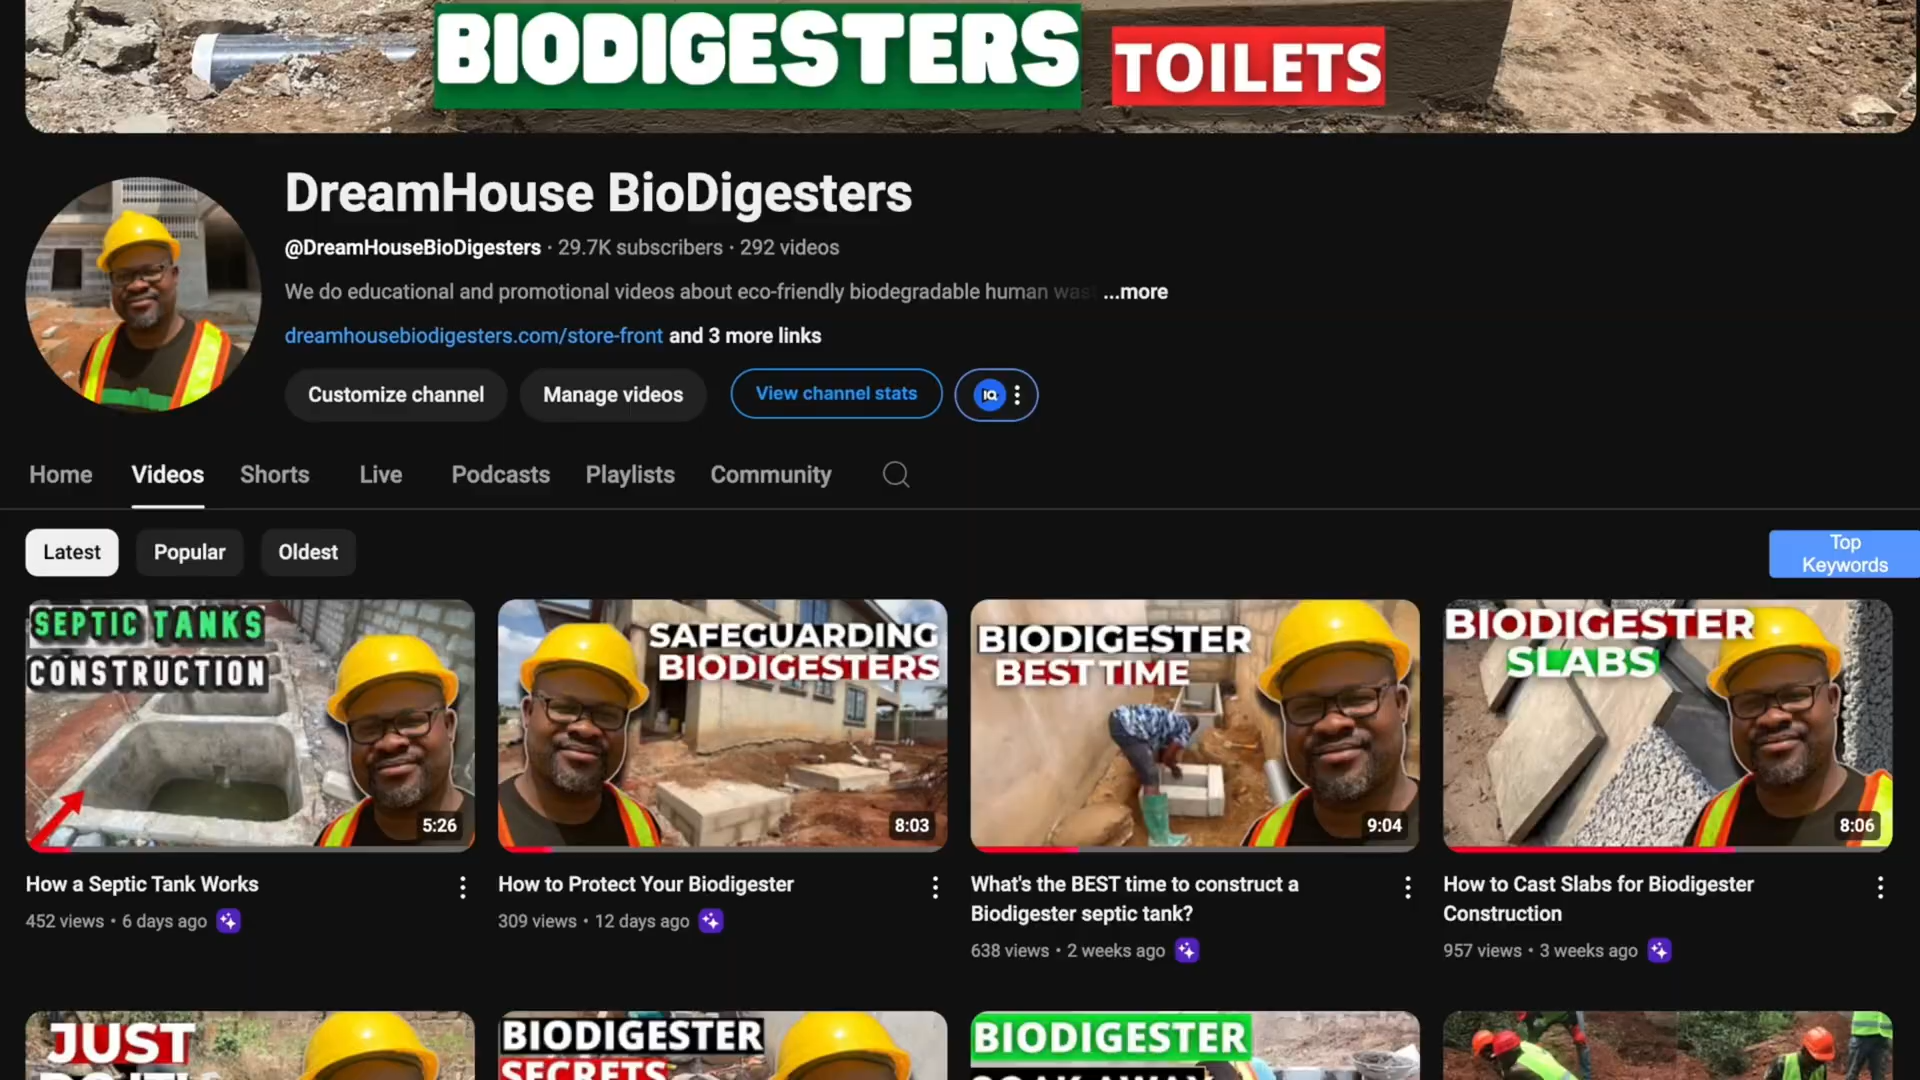 BIODIGESTERS TOILETS
DreamHouse BioDigesters
@DreamHouseBioDigesters · 29.7K subscribers · 292 videos
We do educational and promotional videos about eco-friendly biodegradable human ...more
dreamhousebiodigesters.com/store-front and 3 more links
Customize channel Manage videos View channel stats IQ
Home Videos Shorts Live Podcasts Playlists Community
Latest Popular Oldest
Top
Keywords
SEPTIC TANKS
CONSTRUCTION
5:26
SAFEGUARDING
BIODIGESTERS
8:03
BIODIGESTER
BEST TIME
9:04
BIODIGESTER
SLABS
8:06
How a Septic Tank Works
452 views • 6 days ago
How to Protect Your Biodigester
309 views • 12 days ago
What's the BEST time to construct a
Biodigester septic tank?
638 views • 2 weeks ago
How to Cast Slabs for Biodigester
Construction
957 views • 3 weeks ago
JUST
DO IT!
BIODIGESTER
SECRETS
BIODIGESTER
SOAK AWAY